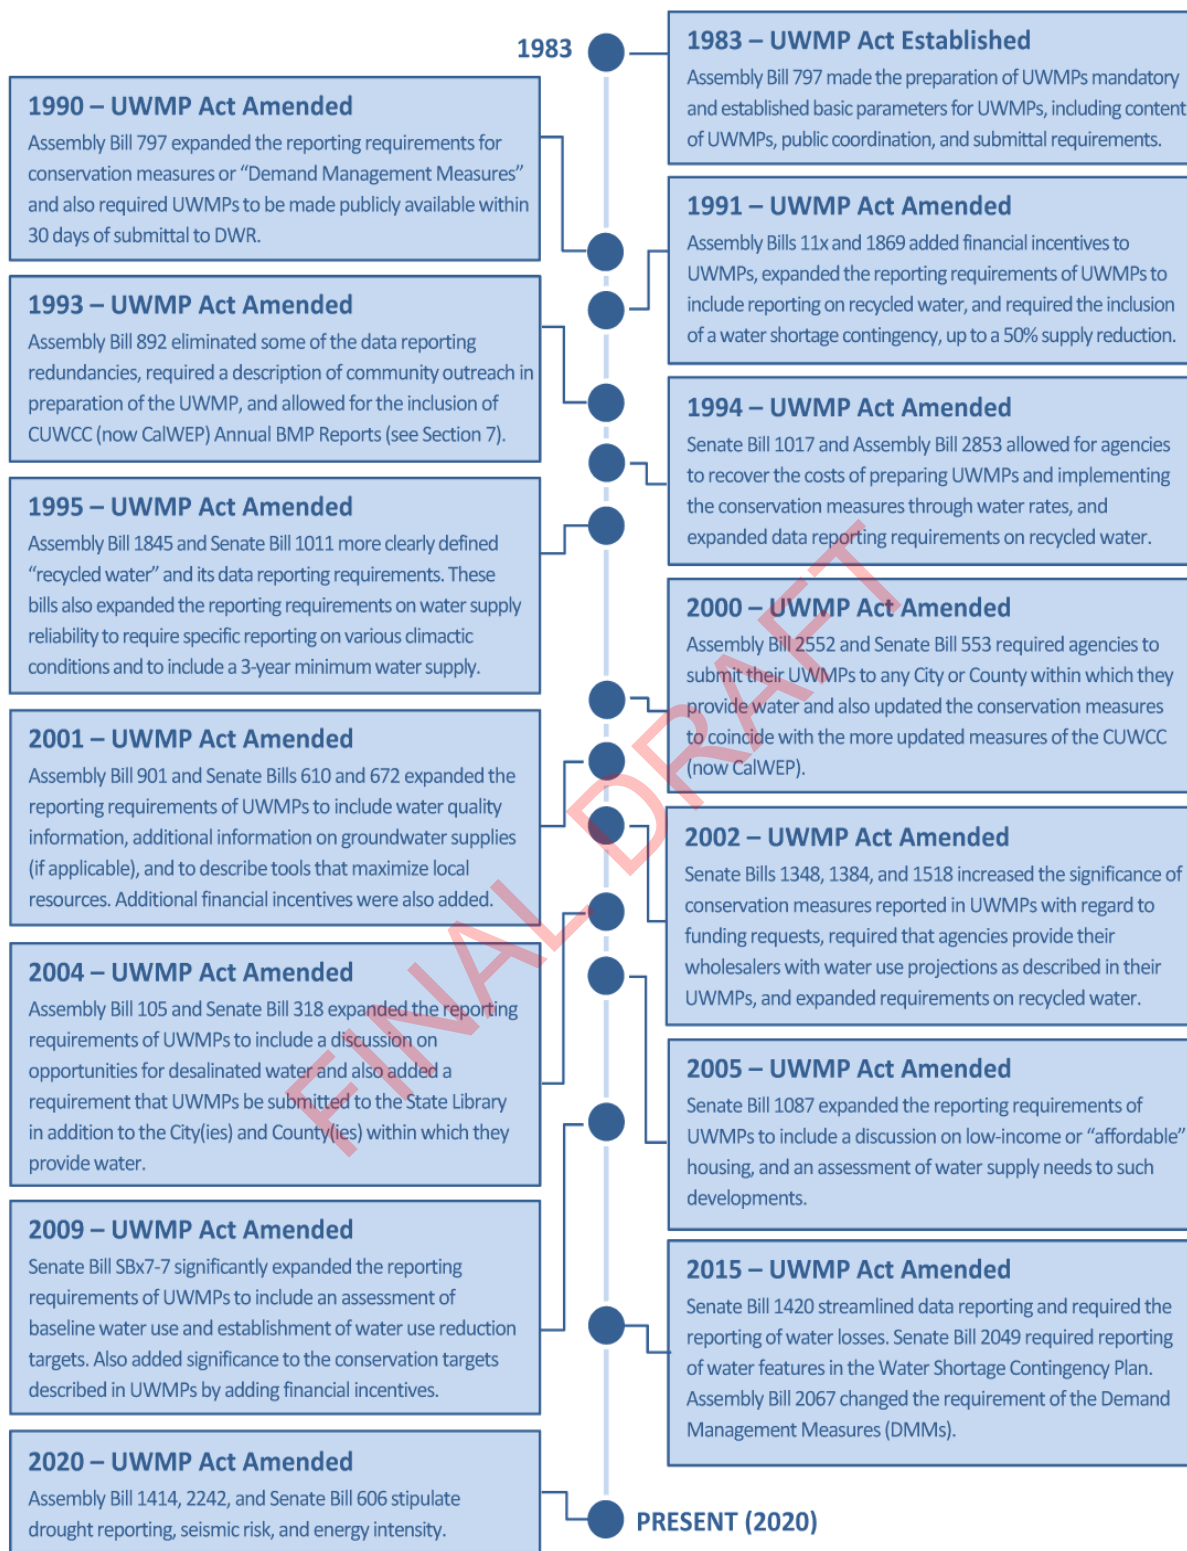 1983
1983 – UWMP Act Established
Assembly Bill 797 made the preparation of UWMPs mandatory
and established basic parameters for UWMPs, including content
of UWMPs, public coordination, and submittal requirements.
1990 – UWMP Act Amended
Assembly Bill 797 expanded the reporting requirements for
conservation measures or “Demand Management Measures”
and also required UWMPs to be made publicly available within
30 days of submittal to DWR.
1991 – UWMP Act Amended
Assembly Bills 11x and 1869 added financial incentives to
UWMPs, expanded the reporting requirements of UWMPs to
include reporting on recycled water, and required the inclusion
of a water shortage contingency, up to a 50% supply reduction.
1993 – UWMP Act Amended
Assembly Bill 892 eliminated some of the data reporting
redundancies, required a description of community outreach in
preparation of the UWMP, and allowed for the inclusion of
CUWCC (now CalWEP) Annual BMP Reports (see Section 7).
1994 – UWMP Act Amended
Senate Bill 1017 and Assembly Bill 2853 allowed for agencies
to recover the costs of preparing UWMPs and implementing
the conservation measures through water rates, and
expanded data reporting requirements on recycled water.
1995 – UWMP Act Amended
Assembly Bill 1845 and Senate Bill 1011 more clearly defined
“recycled water” and its data reporting requirements. These
bills also expanded the reporting requirements on water supply
reliability to require specific reporting on various climactic
conditions and to include a 3-year minimum water supply.
2000 – UWMP Act Amended
Assembly Bill 2552 and Senate Bill 553 required agencies to
submit their UWMPs to any City or County within which they
provide water and also updated the conservation measures
to coincide with the more updated measures of the CUWCC
(now CalWEP).
2001 – UWMP Act Amended
Assembly Bill 901 and Senate Bills 610 and 672 expanded the
reporting requirements of UWMPs to include water quality
information, additional information on groundwater supplies
(if applicable), and to describe tools that maximize local
resources. Additional financial incentives were also added.
2002 – UWMP Act Amended
Senate Bills 1348, 1384, and 1518 increased the significance of
conservation measures reported in UWMPs with regard to
funding requests, required that agencies provide their
wholesalers with water use projections as described in their
UWMPs, and expanded requirements on recycled water.
2004 – UWMP Act Amended
Assembly Bill 105 and Senate Bill 318 expanded the reporting
requirements of UWMPs to include a discussion on
opportunities for desalinated water and also added a
requirement that UWMPs be submitted to the State Library
in addition to the City(ies) and County(ies) within which they
provide water.
2005 – UWMP Act Amended
Senate Bill 1087 expanded the reporting requirements of
UWMPs to include a discussion on low-income or “affordable”
housing, and an assessment of water supply needs to such
developments.
2009 – UWMP Act Amended
Senate Bill SBx7-7 significantly expanded the reporting
requirements of UWMPs to include an assessment of
baseline water use and establishment of water use reduction
targets. Also added significance to the conservation targets
described in UWMPs by adding financial incentives.
2015 – UWMP Act Amended
Senate Bill 1420 streamlined data reporting and required the
reporting of water losses. Senate Bill 2049 required reporting
of water features in the Water Shortage Contingency Plan.
Assembly Bill 2067 changed the requirement of the Demand
Management Measures (DMMs).
2020 – UWMP Act Amended
Assembly Bill 1414, 2242, and Senate Bill 606 stipulate
drought reporting, seismic risk, and energy intensity.
PRESENT (2020)
FINAL DRAFT